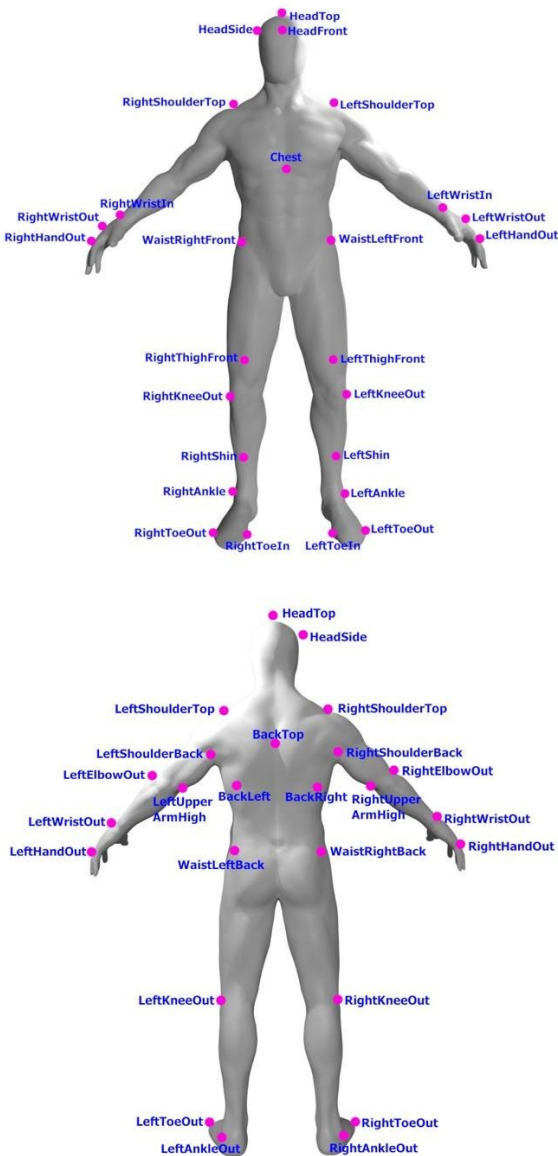 HeadTop
HeadSide
HeadFront
RightShoulderTop
LeftShoulderTop
Chest
RightWristIn
LeftWristIn
RightWristOut
LeftWristOut
RightHandOut
WaistRightFront
WaistLeftFront
LeftHandOut
RightThighFront
LeftThighFront
RightKneeOut
LeftKneeOut
RightShin
LeftShin
RightAnkle
LeftAnkle
RightToeOut
LeftToeOut
RightToeIn
LeftToeIn
HeadTop
HeadSide
LeftShoulderTop
RightShoulderTop
BackTop
LeftShoulderBack
RightShoulderBack
LeftElbowOut
RightElbowOut
LeftUpper
ArmHigh
BackLeft
BackRight
RightUpper
ArmHigh
LeftWristOut
RightWristOut
LeftHandOut
RightHandOut
WaistLeftBack
WaistRightBack
LeftKneeOut
RightKneeOut
LeftToeOut
RightToeOut
LeftAnkleOut
RightAnkleOut